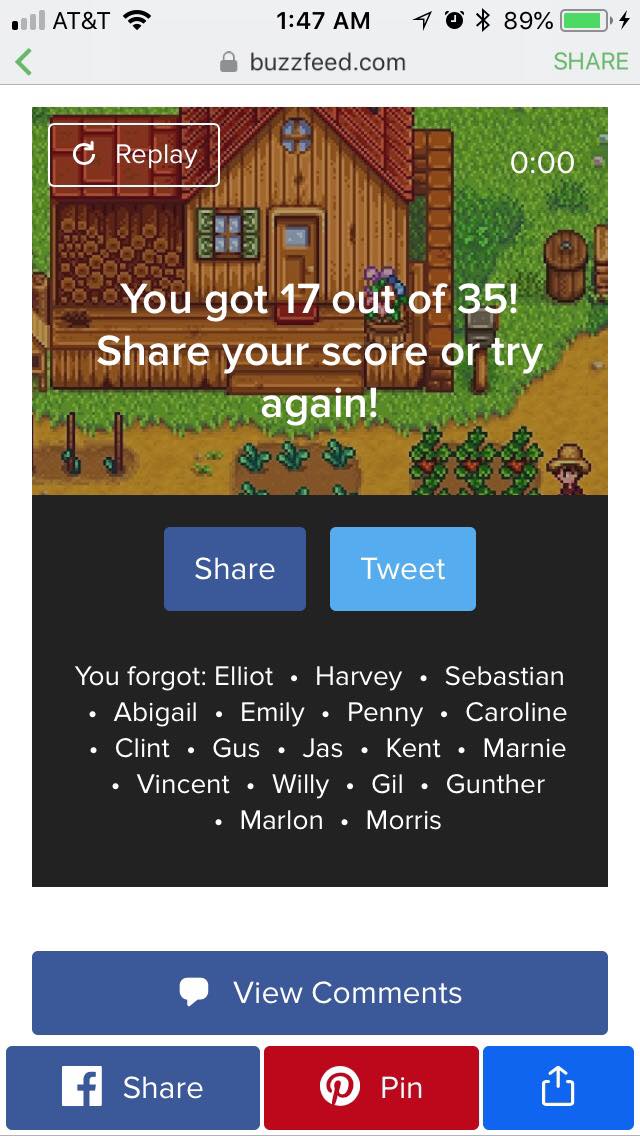 AT&T 1:47 AM 89%
buzzfeed.com SHARE
Replay 0:00
You got 17 out of 35!
Share your score or try
again!
Share Tweet
You forgot: Elliot • Harvey • Sebastian
• Abigail • Emily • Penny • Caroline
• Clint • Gus • Jas • Kent • Marnie
• Vincent • Willy • Gil • Gunther
• Marlon • Morris
View Comments
Share Pin